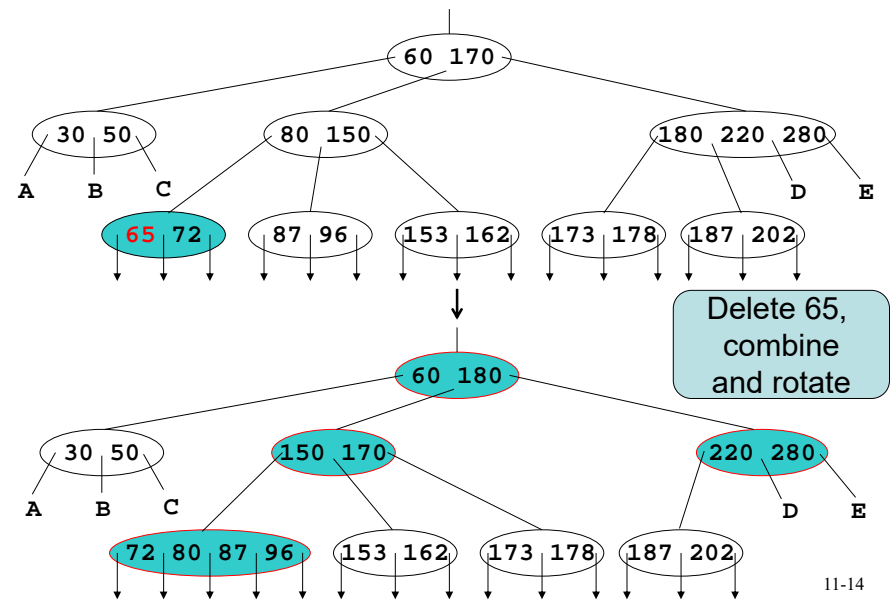 60 170
30 50 80 150 180 220 280
A B C D E
65 72 87 96 153 162 173 178 187 202
Delete 65,
combine
and rotate
60 180
30 50 150 170 220 280
A B C D E
72 80 87 96 153 162 173 178 187 202
11-14